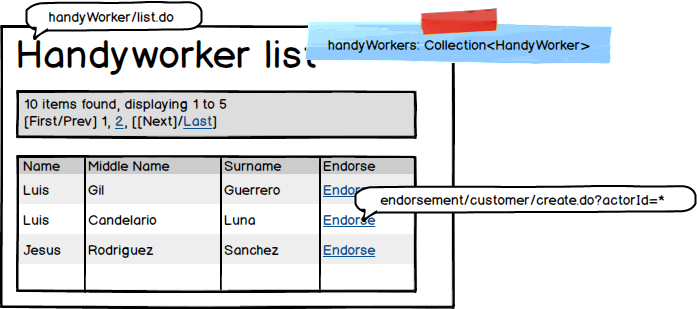 handyWorker/list.do
Handyworker list
handyWorkers: Collection<HandyWorker>
10 items found, displaying 1 to 5
[First/Prev] 1, 2, [[Next]/Last]
Name Middle Name Surname Endorse
Luis Gil Guerrero Endorse
endorsement/customer/create.do?actorId=*
Luis Candelario Luna Endorse
Jesus Rodriguez Sanchez Endorse